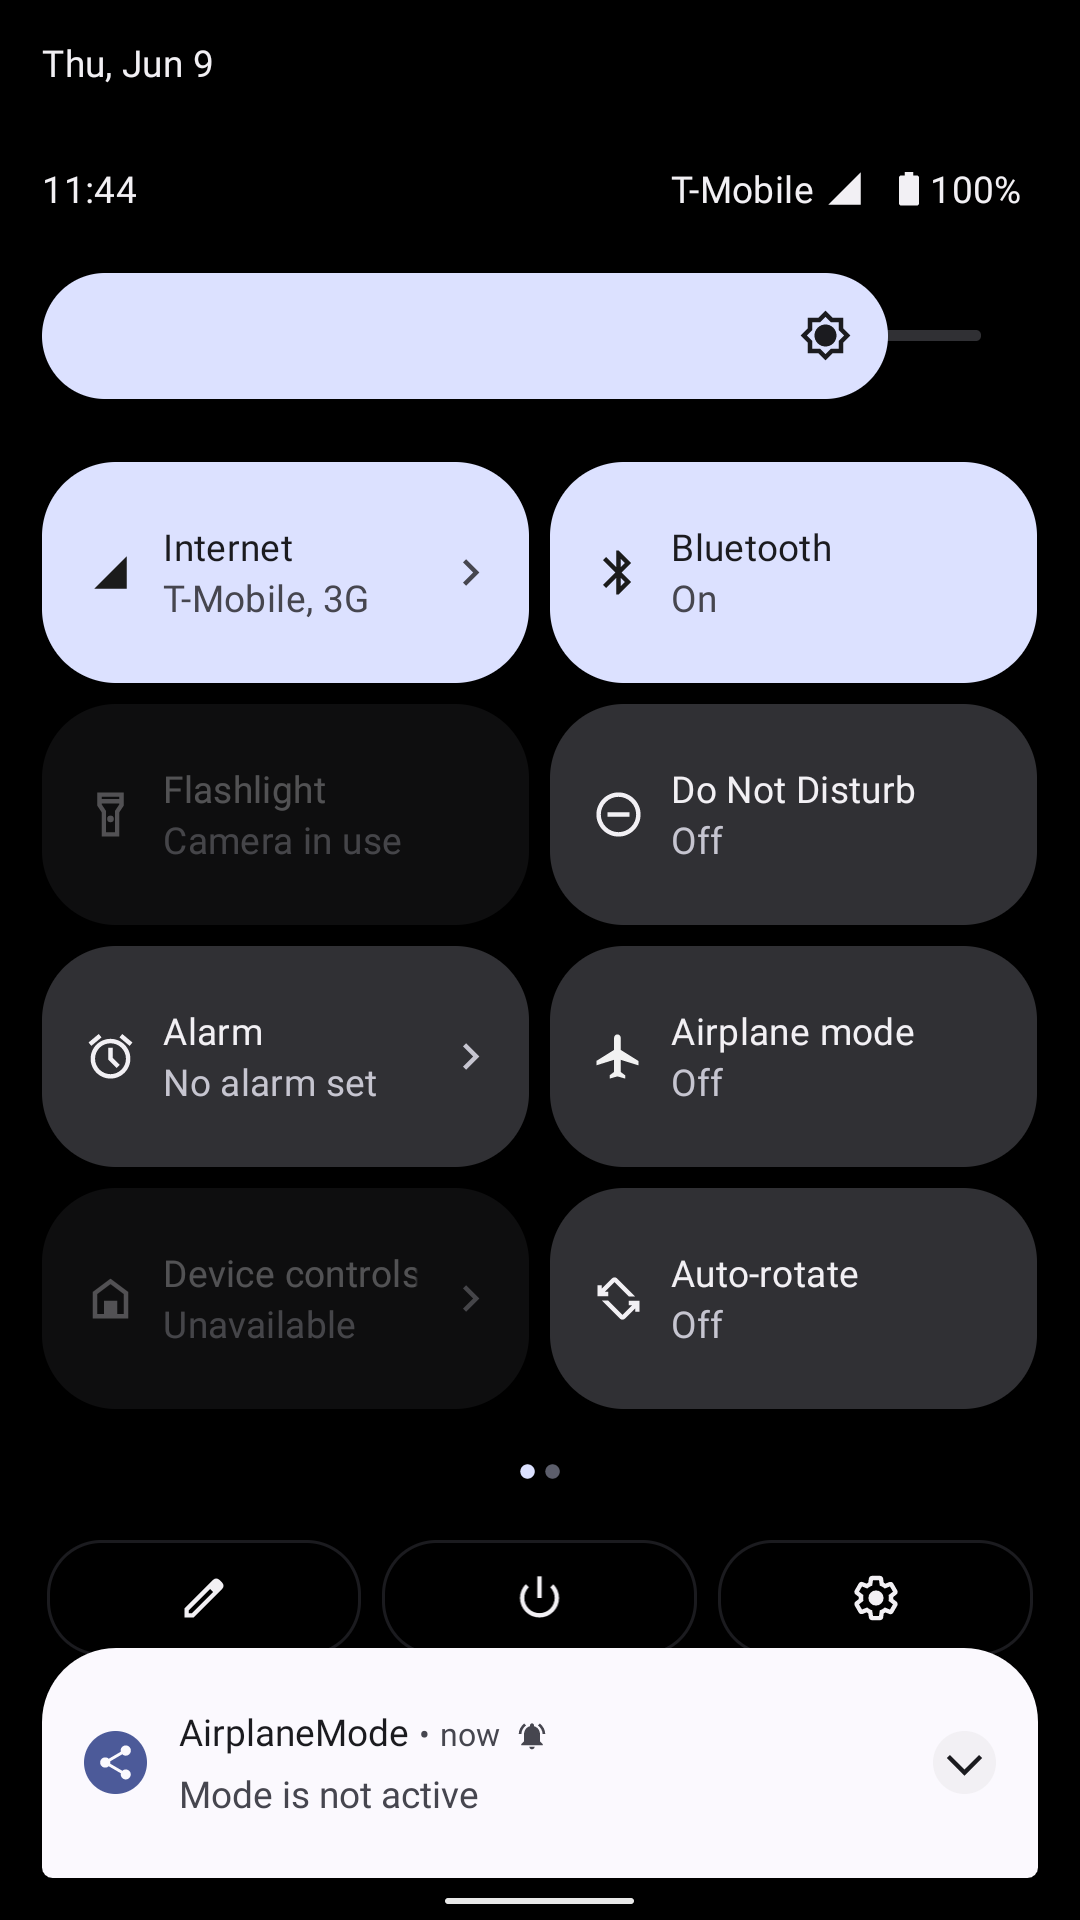 Thu, Jun 9
11:44
T-Mobile 100%
Internet
T-Mobile, 3G
Bluetooth
On
Flashlight
Camera in use
Do Not Disturb
Off
Alarm
No alarm set
Airplane mode
Off
Device controls
Unavailable
Auto-rotate
Off
AirplaneMode • now
Mode is not active